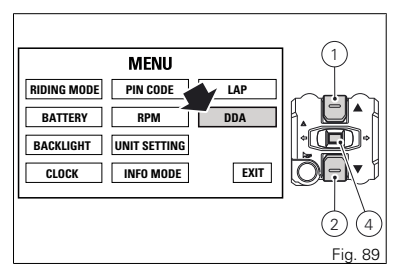 MENU
RIDING MODE PIN CODE LAP
BATTERY RPM DDA
BACKLIGHT UNIT SETTING
CLOCK INFO MODE EXIT
1
2 4
Fig. 89